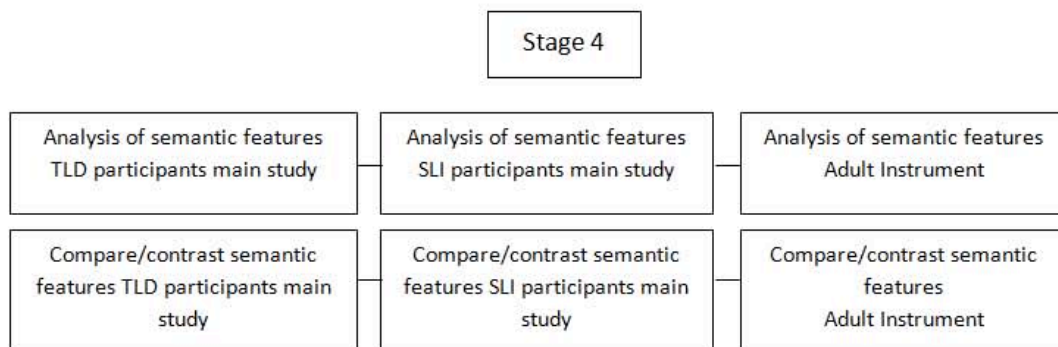 Stage 4
Analysis of semantic features
TLD participants main study
Analysis of semantic features
SLI participants main study
Analysis of semantic features
Adult Instrument
Compare/contrast semantic
features TLD participants main
study
Compare/contrast semantic
features SLI participants main
study
Compare/contrast semantic
features
Adult Instrument